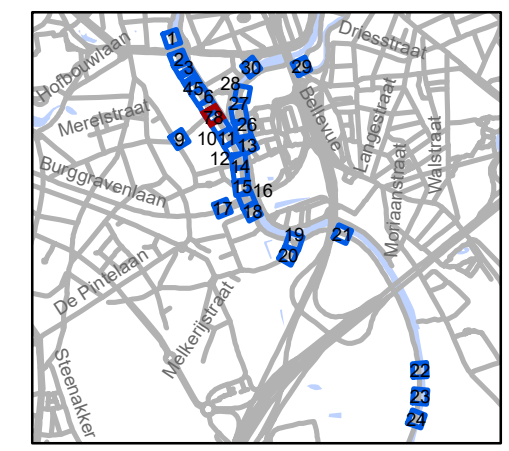 Hofbouwlaan
Driesstraat
Merelstraat
Bellevue
Langestraat
Walstraat
Moriaanstraat
Burggravenlaan
De Pintelaan
Melkerijstraat
Steenakker
1
2
3
4
5
6
7
8
9
10
11
12
13
14
15
16
17
18
19
20
21
22
23
24
26
27
28
29
30